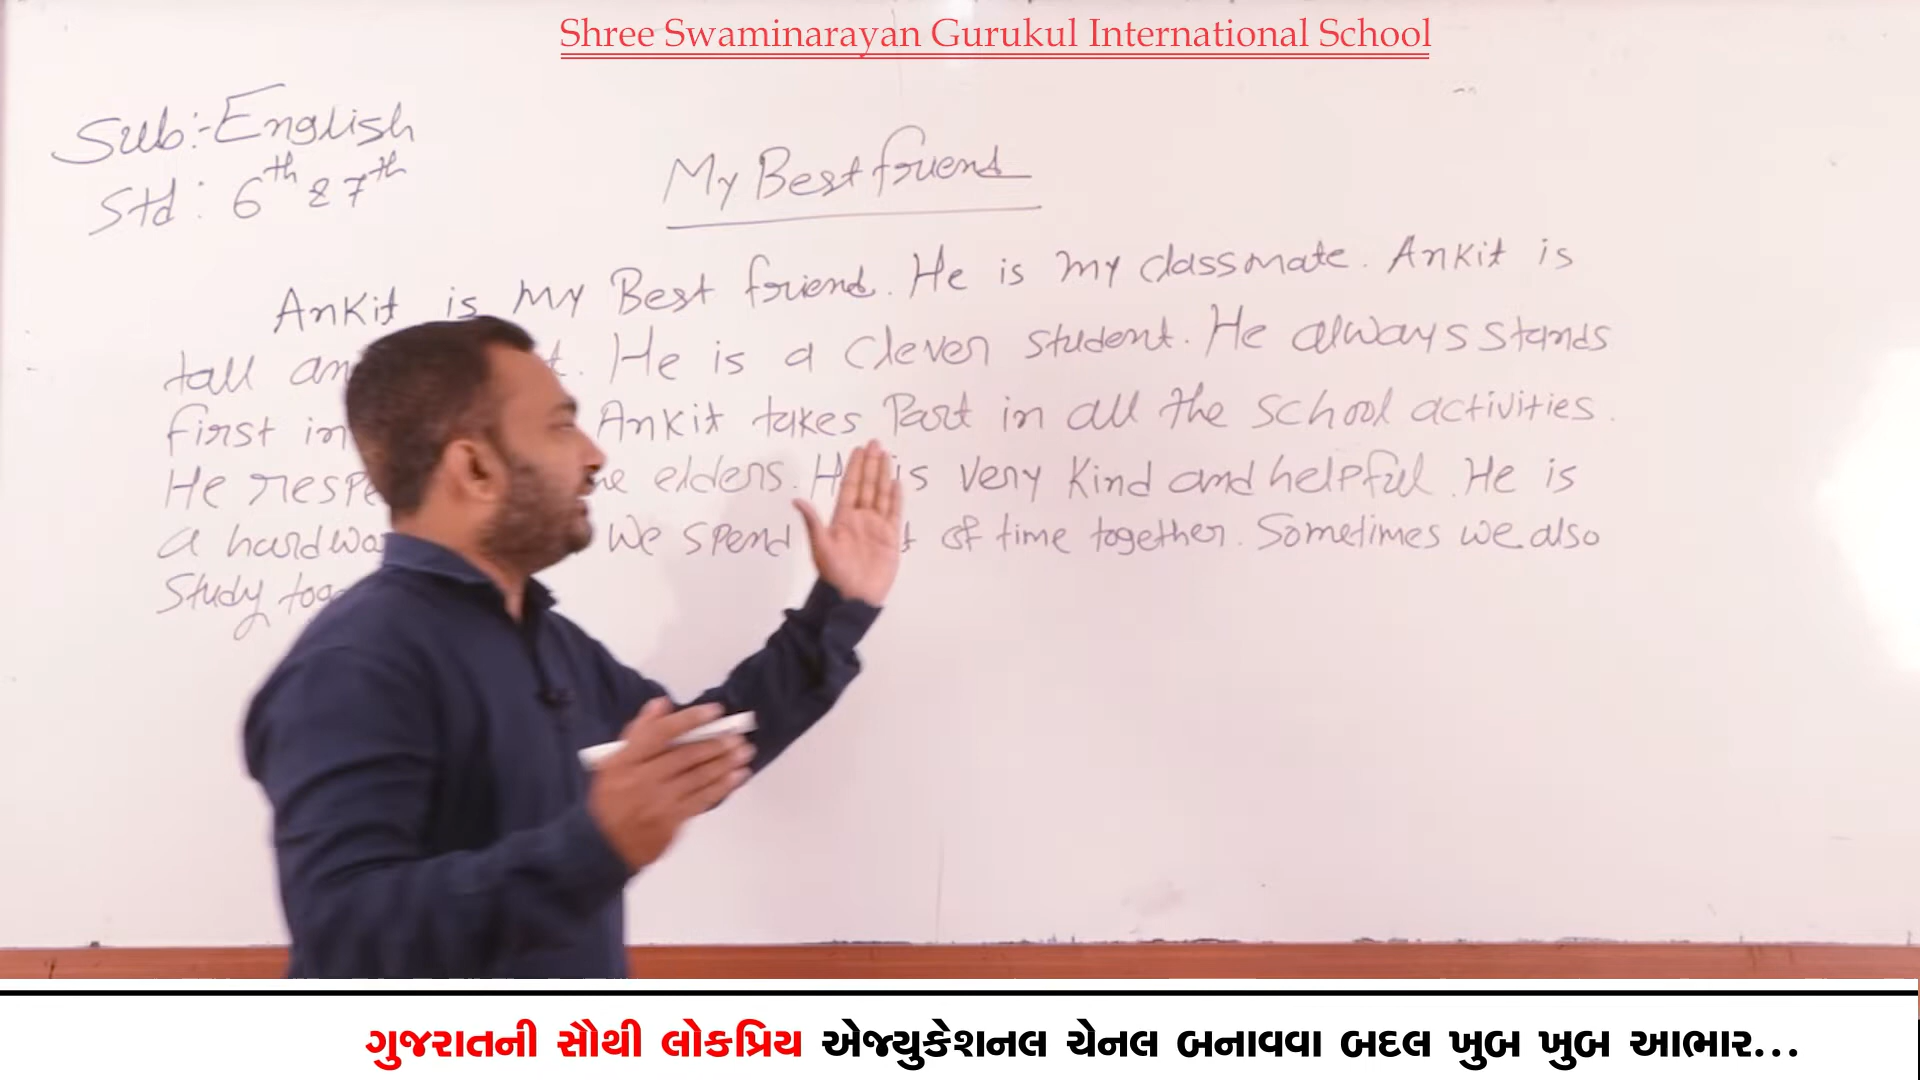 Shree Swaminarayan Gurukul International School
Sub:-English
Std: 6th & 7th
My Best friend
Ankit is my Best friend. He is my classmate. Ankit is
tall He is a clever student. He always stands
first in Ankit takes Part in all the school activities.
He elders. is very kind and helpful. He is
a We spend of time together. Sometimes we also
study
ગુજરાતની સૌથી લોકપ્રિય એજ્યુકેશનલ ચેનલ બનાવવા બદલ ખુબ ખુબ આભાર...